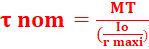 τ nom = MT
(Io
r maxi)